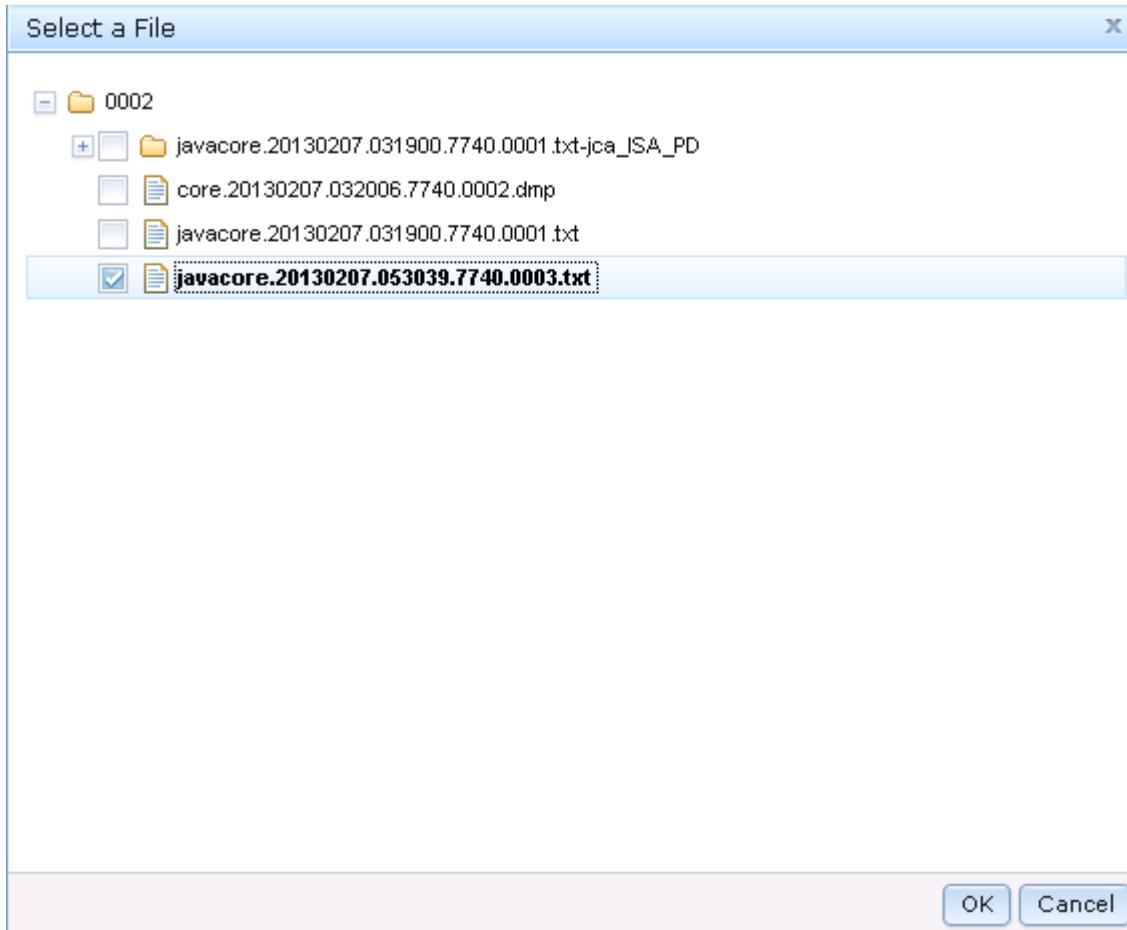 Select a File
0002
javacore.20130207.031900.7740.0001.txt-jca_ISA_PD
core.20130207.032006.7740.0002.dmp
javacore.20130207.031900.7740.0001.txt
javacore.20130207.053039.7740.0003.txt
OK Cancel